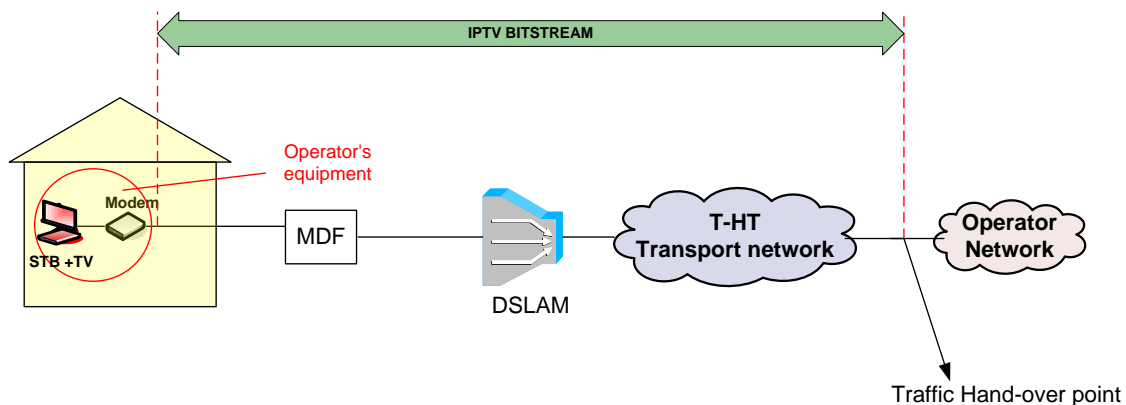 IPTV BITSTREAM
Operator's
equipment
Modem
STB +TV
MDF
DSLAM
T-HT
Transport network
Operator
Network
Traffic Hand-over point